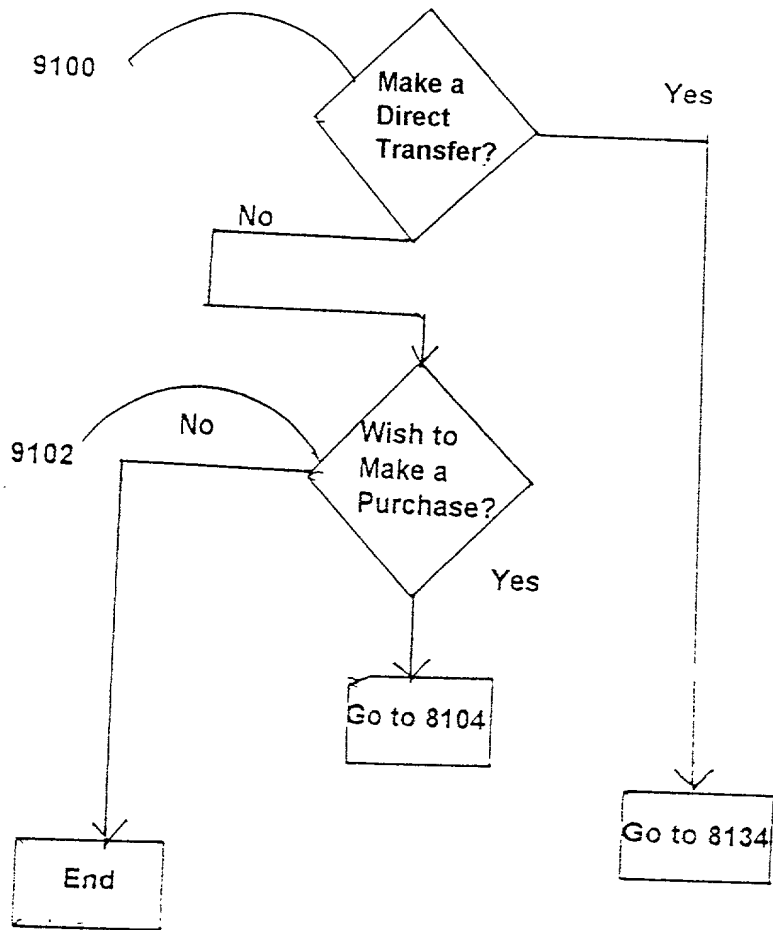 9100
Make a
Direct
Transfer?
Yes
No
9102
No
Wish to
Make a
Purchase?
Yes
Go to 8104
Go to 8134
End